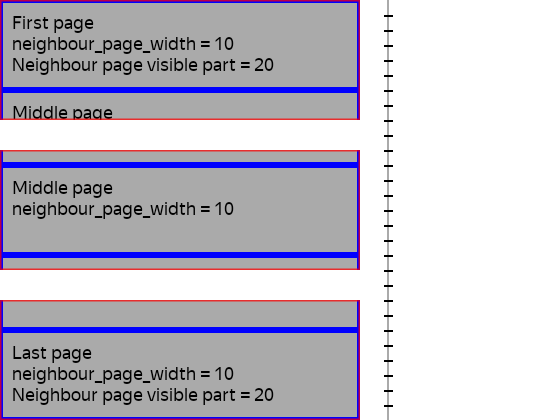 First page
neighbour_page_width = 10
Neighbour page visible part = 20
Middle page
Middle page
neighbour_page_width = 10
Last page
neighbour_page_width = 10
Neighbour page visible part = 20